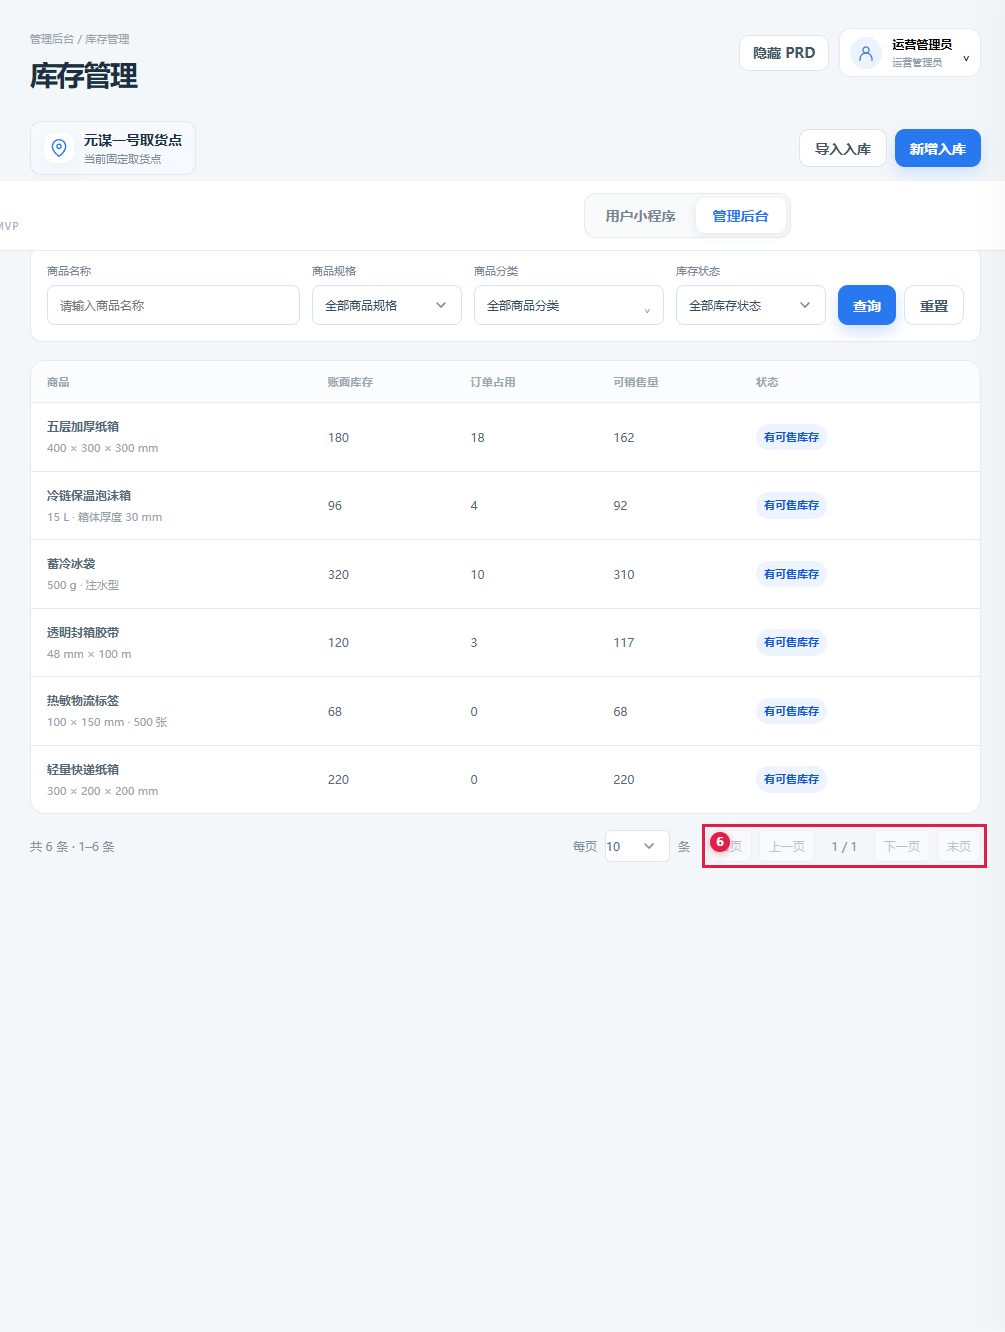 管理后台 / 库存管理
库存管理
隐藏 PRD
运营管理员
运营管理员
元谋一号取货点
当前固定取货点
导入入库
新增入库
MVP
用户小程序
管理后台
商品名称
商品规格
商品分类
库存状态
请输入商品名称
全部商品规格
全部商品分类
全部库存状态
查询
重置
商品 账面库存 订单占用 可销售量 状态
五层加厚纸箱
400 × 300 × 300 mm
180 18 162 有可售库存
冷链保温泡沫箱
15 L · 箱体厚度 30 mm
96 4 92 有可售库存
蓄冷冰袋
500 g · 注水型
320 10 310 有可售库存
透明封箱胶带
48 mm × 100 m
120 3 117 有可售库存
热敏物流标签
100 × 150 mm · 500 张
68 0 68 有可售库存
轻量快递纸箱
300 × 200 × 200 mm
220 0 220 有可售库存
共 6 条 · 1–6 条
每页 10 条
6 页 上一页 1 / 1 下一页 末页